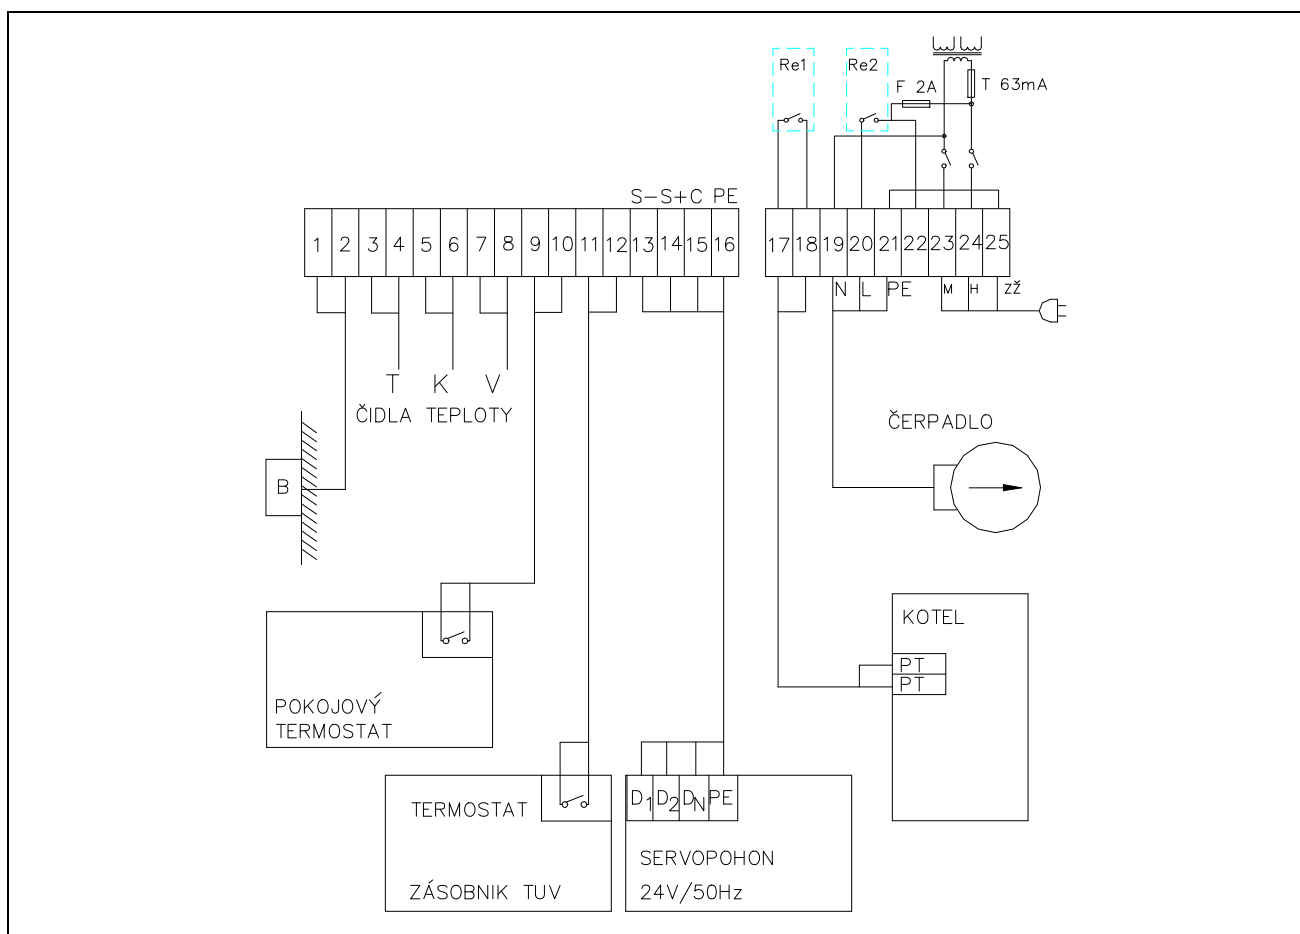 Re1
Re2
F 2A
T 63mA
S- S+ C PE
1 2 3 4 5 6 7 8 9 10 11 12 13 14 15 16
17 18 19 20 21 22 23 24 25
N L PE M H ZŽ
T K V
ČIDLA TEPLOTY
ČERPADLO
B
KOTEL
PT
PT
POKOJOVÝ
TERMOSTAT
TERMOSTAT
ZÁSOBNIK TUV
D1 D2 DN PE
SERVOPOHON
24V/50Hz